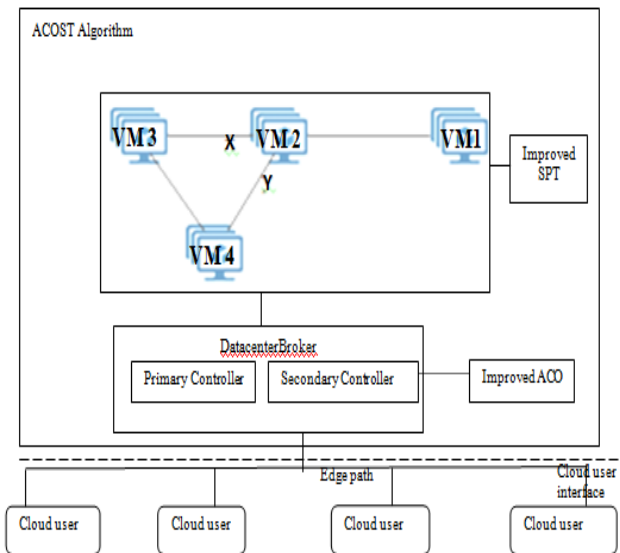 ACOST Algorithm
VM3
X
VM2
VM1
Improved
SPT
Y
VM4
DatacenterBroker
Primary Controller
Secondary Controller
Improved ACO
Edge path
Cloud user
interface
Cloud user
Cloud user
Cloud user
Cloud user